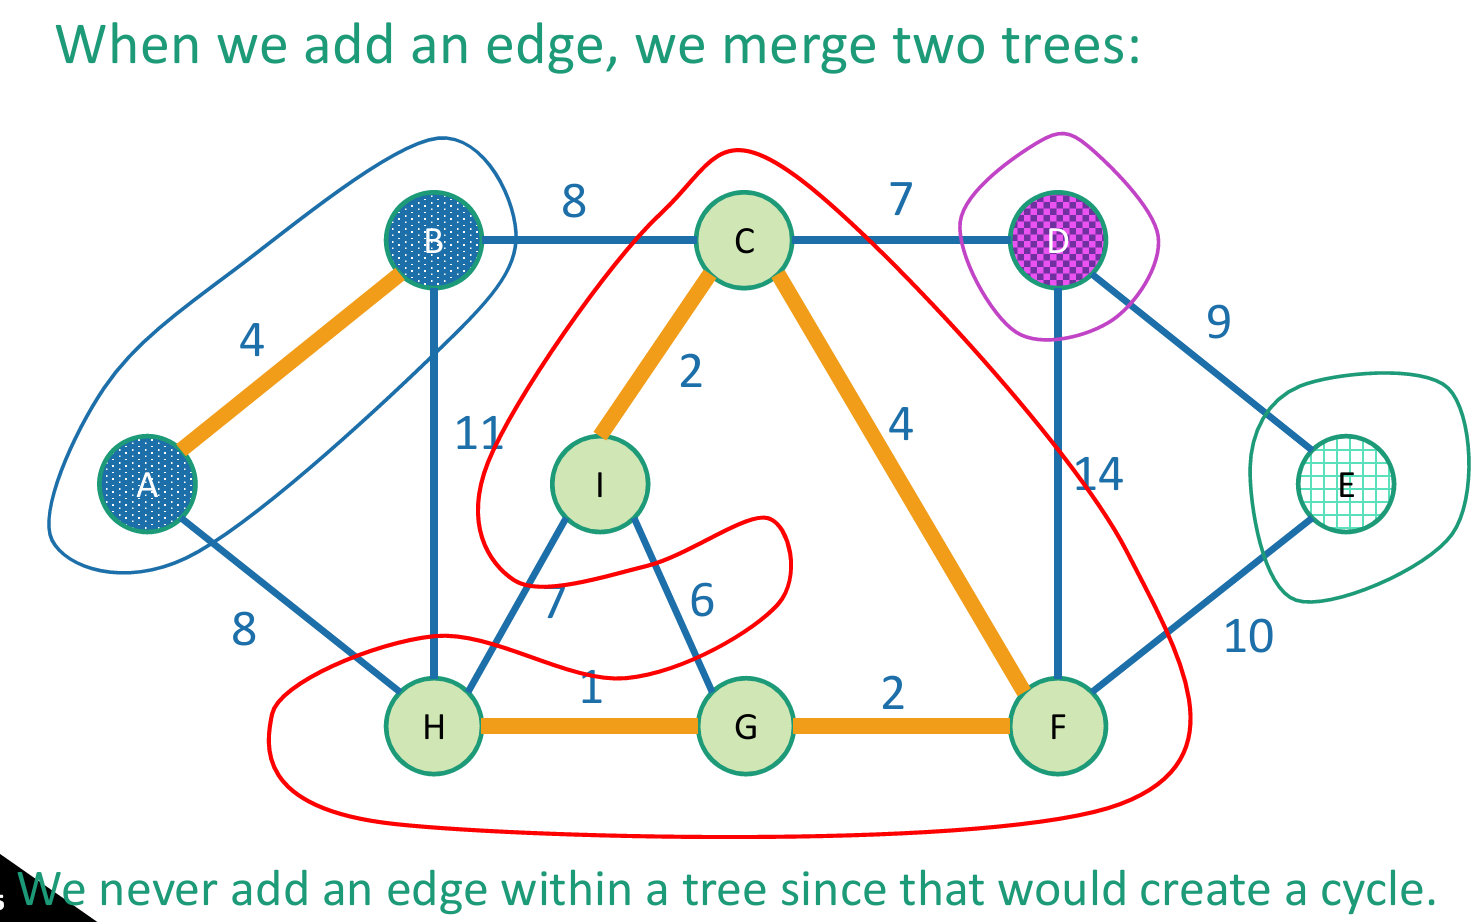 When we add an edge, we merge two trees:
8
7
B
C
D
9
4
2
4
11
14
A
I
E
7
6
8
10
1
2
H
G
F
We never add an edge within a tree since that would create a cycle.